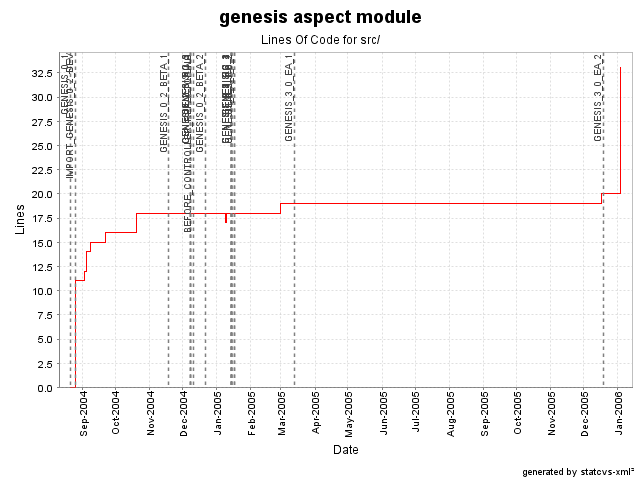 genesis aspect module
Lines Of Code for src/
Lines
32.5
30.0
27.5
25.0
22.5
20.0
17.5
15.0
12.5
10.0
7.5
5.0
2.5
0.0
GENESIS_0_1
GENESIS_0_2_BETA_1
GENESIS_0_2_BETA_2
GENESIS_3_0_EA_1
GENESIS_3_0_EA_2
Sep-2004
Oct-2004
Nov-2004
Dec-2004
Jan-2005
Feb-2005
Mar-2005
Apr-2005
May-2005
Jun-2005
Jul-2005
Aug-2005
Sep-2005
Oct-2005
Nov-2005
Dec-2005
Jan-2006
Date
generated by statcvs-xml²